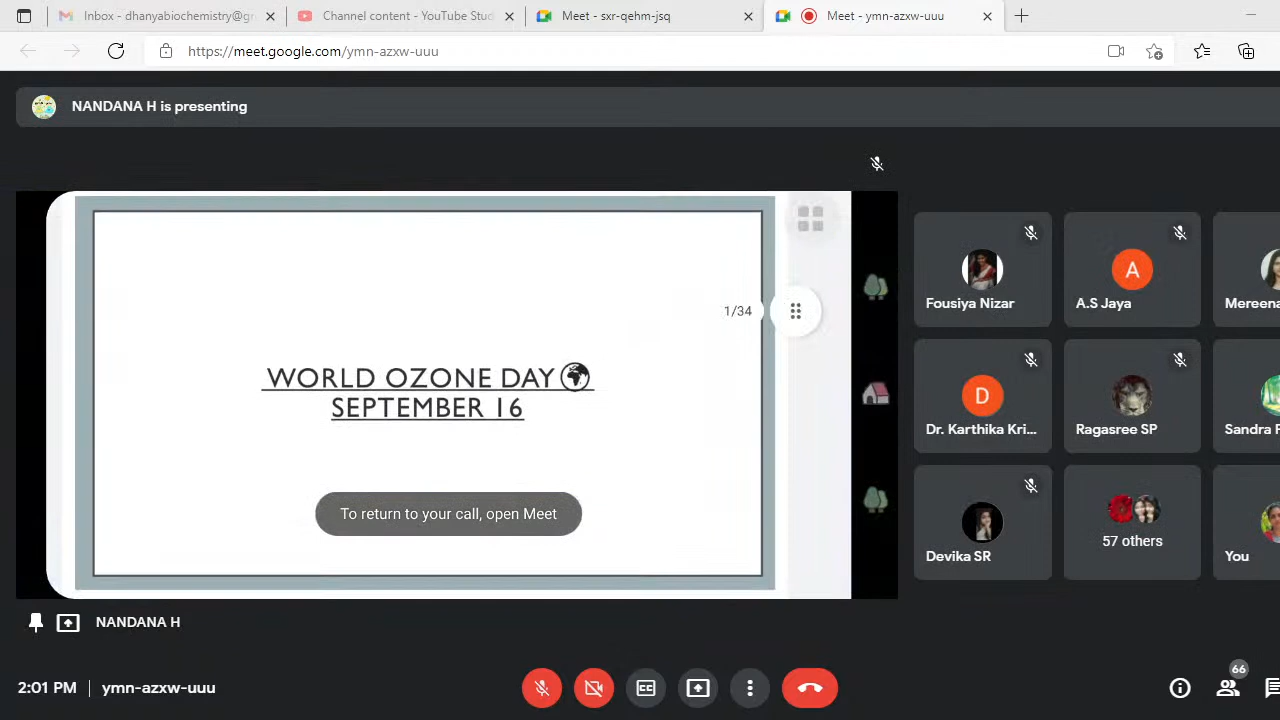 Inbox - dhanyabiochemistry@gr
Channel content - YouTube Stud
Meet - sxr-qehm-jsq
Meet - ymn-azxw-uuu
https://meet.google.com/ymn-azxw-uuu
NANDANA H is presenting
1/34
WORLD OZONE DAY
SEPTEMBER 16
To return to your call, open Meet
Fousiya Nizar
A
A.S Jaya
Mereena
D
Dr. Karthika Kri...
Ragasree SP
Sandra
Devika SR
57 others
You
NANDANA H
2:01 PM
ymn-azxw-uuu
CC
66